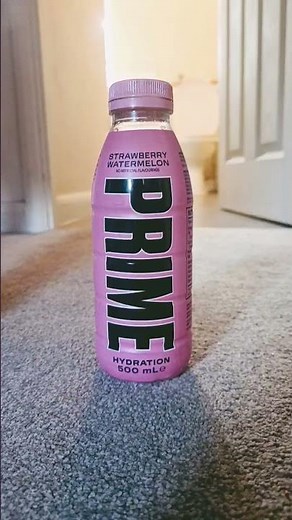 STRAWBERRY
WATERMELON
PRIME
HYDRATION
500 mL℮